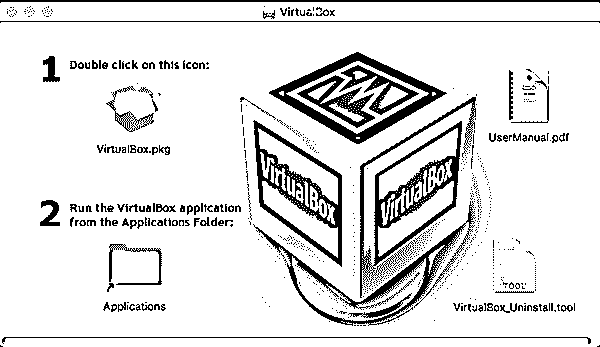 VirtualBox
1 Double click on this icon:
VirtualBox.pkg
UserManual.pdf
VirtualBox
VirtualBox
2 Run the VirtualBox application
from the Applications Folder:
Applications
TOOL
VirtualBox_Uninstall.tool